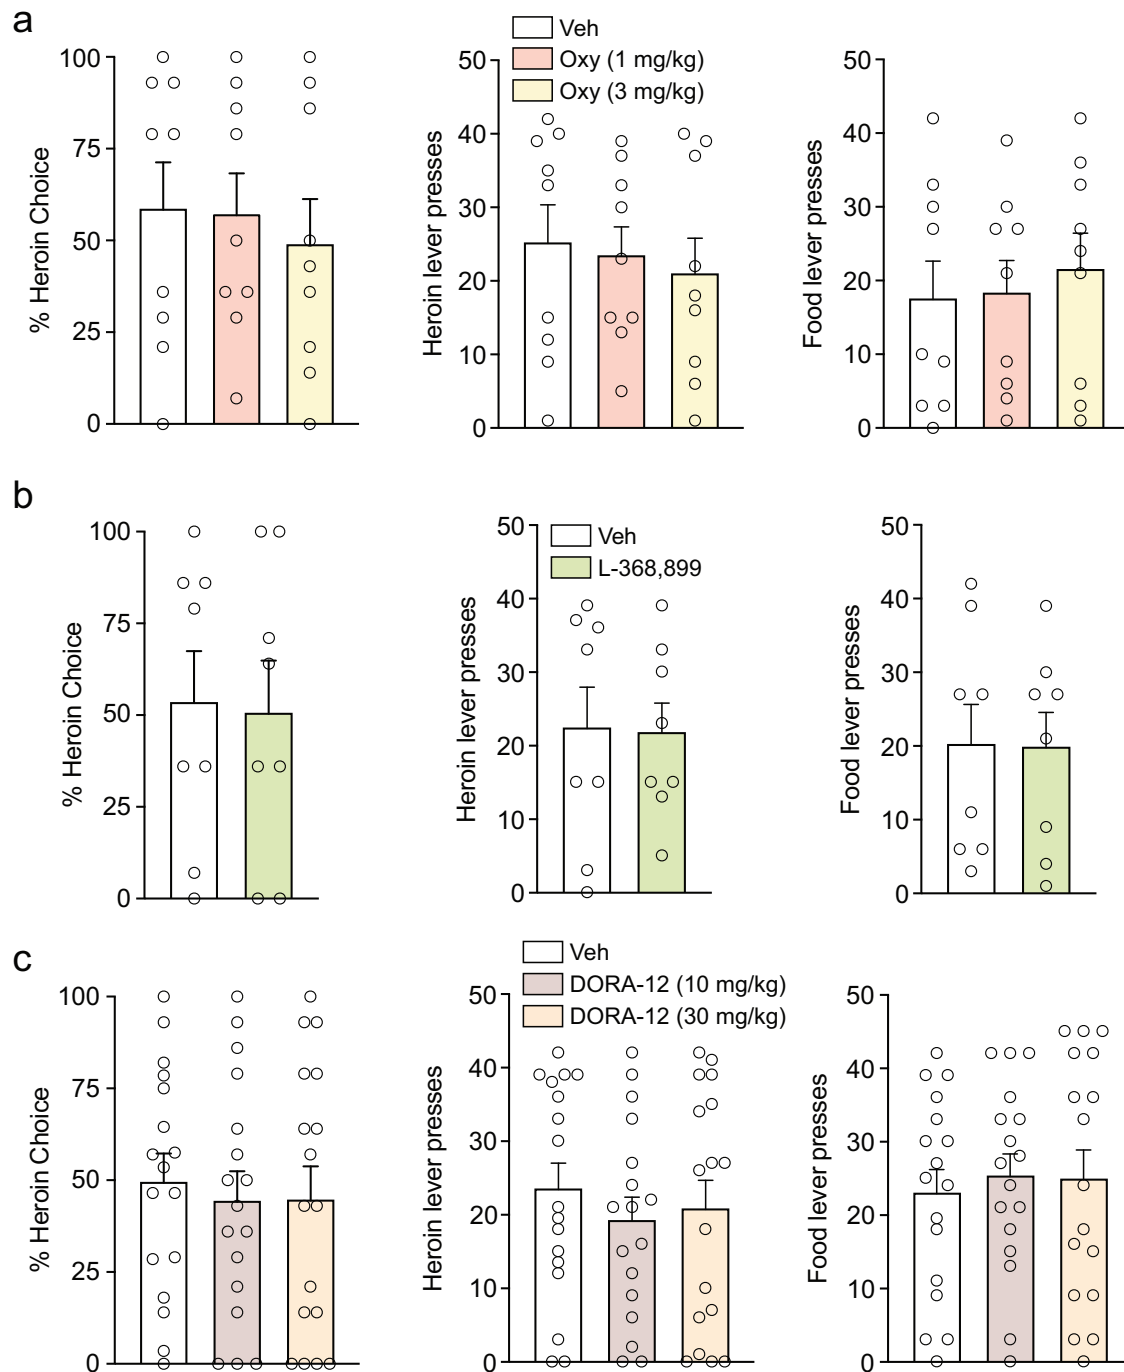 a
% Heroin Choice
100
75
50
25
0
Heroin lever presses
50
40
30
20
10
0
Veh
Oxy (1 mg/kg)
Oxy (3 mg/kg)
Food lever presses
50
40
30
20
10
0
b
% Heroin Choice
100
75
50
25
0
Heroin lever presses
50
40
30
20
10
0
Veh
L-368,899
Food lever presses
50
40
30
20
10
0
c
% Heroin Choice
100
75
50
25
0
Heroin lever presses
50
40
30
20
10
0
Veh
DORA-12 (10 mg/kg)
DORA-12 (30 mg/kg)
Food lever presses
50
40
30
20
10
0